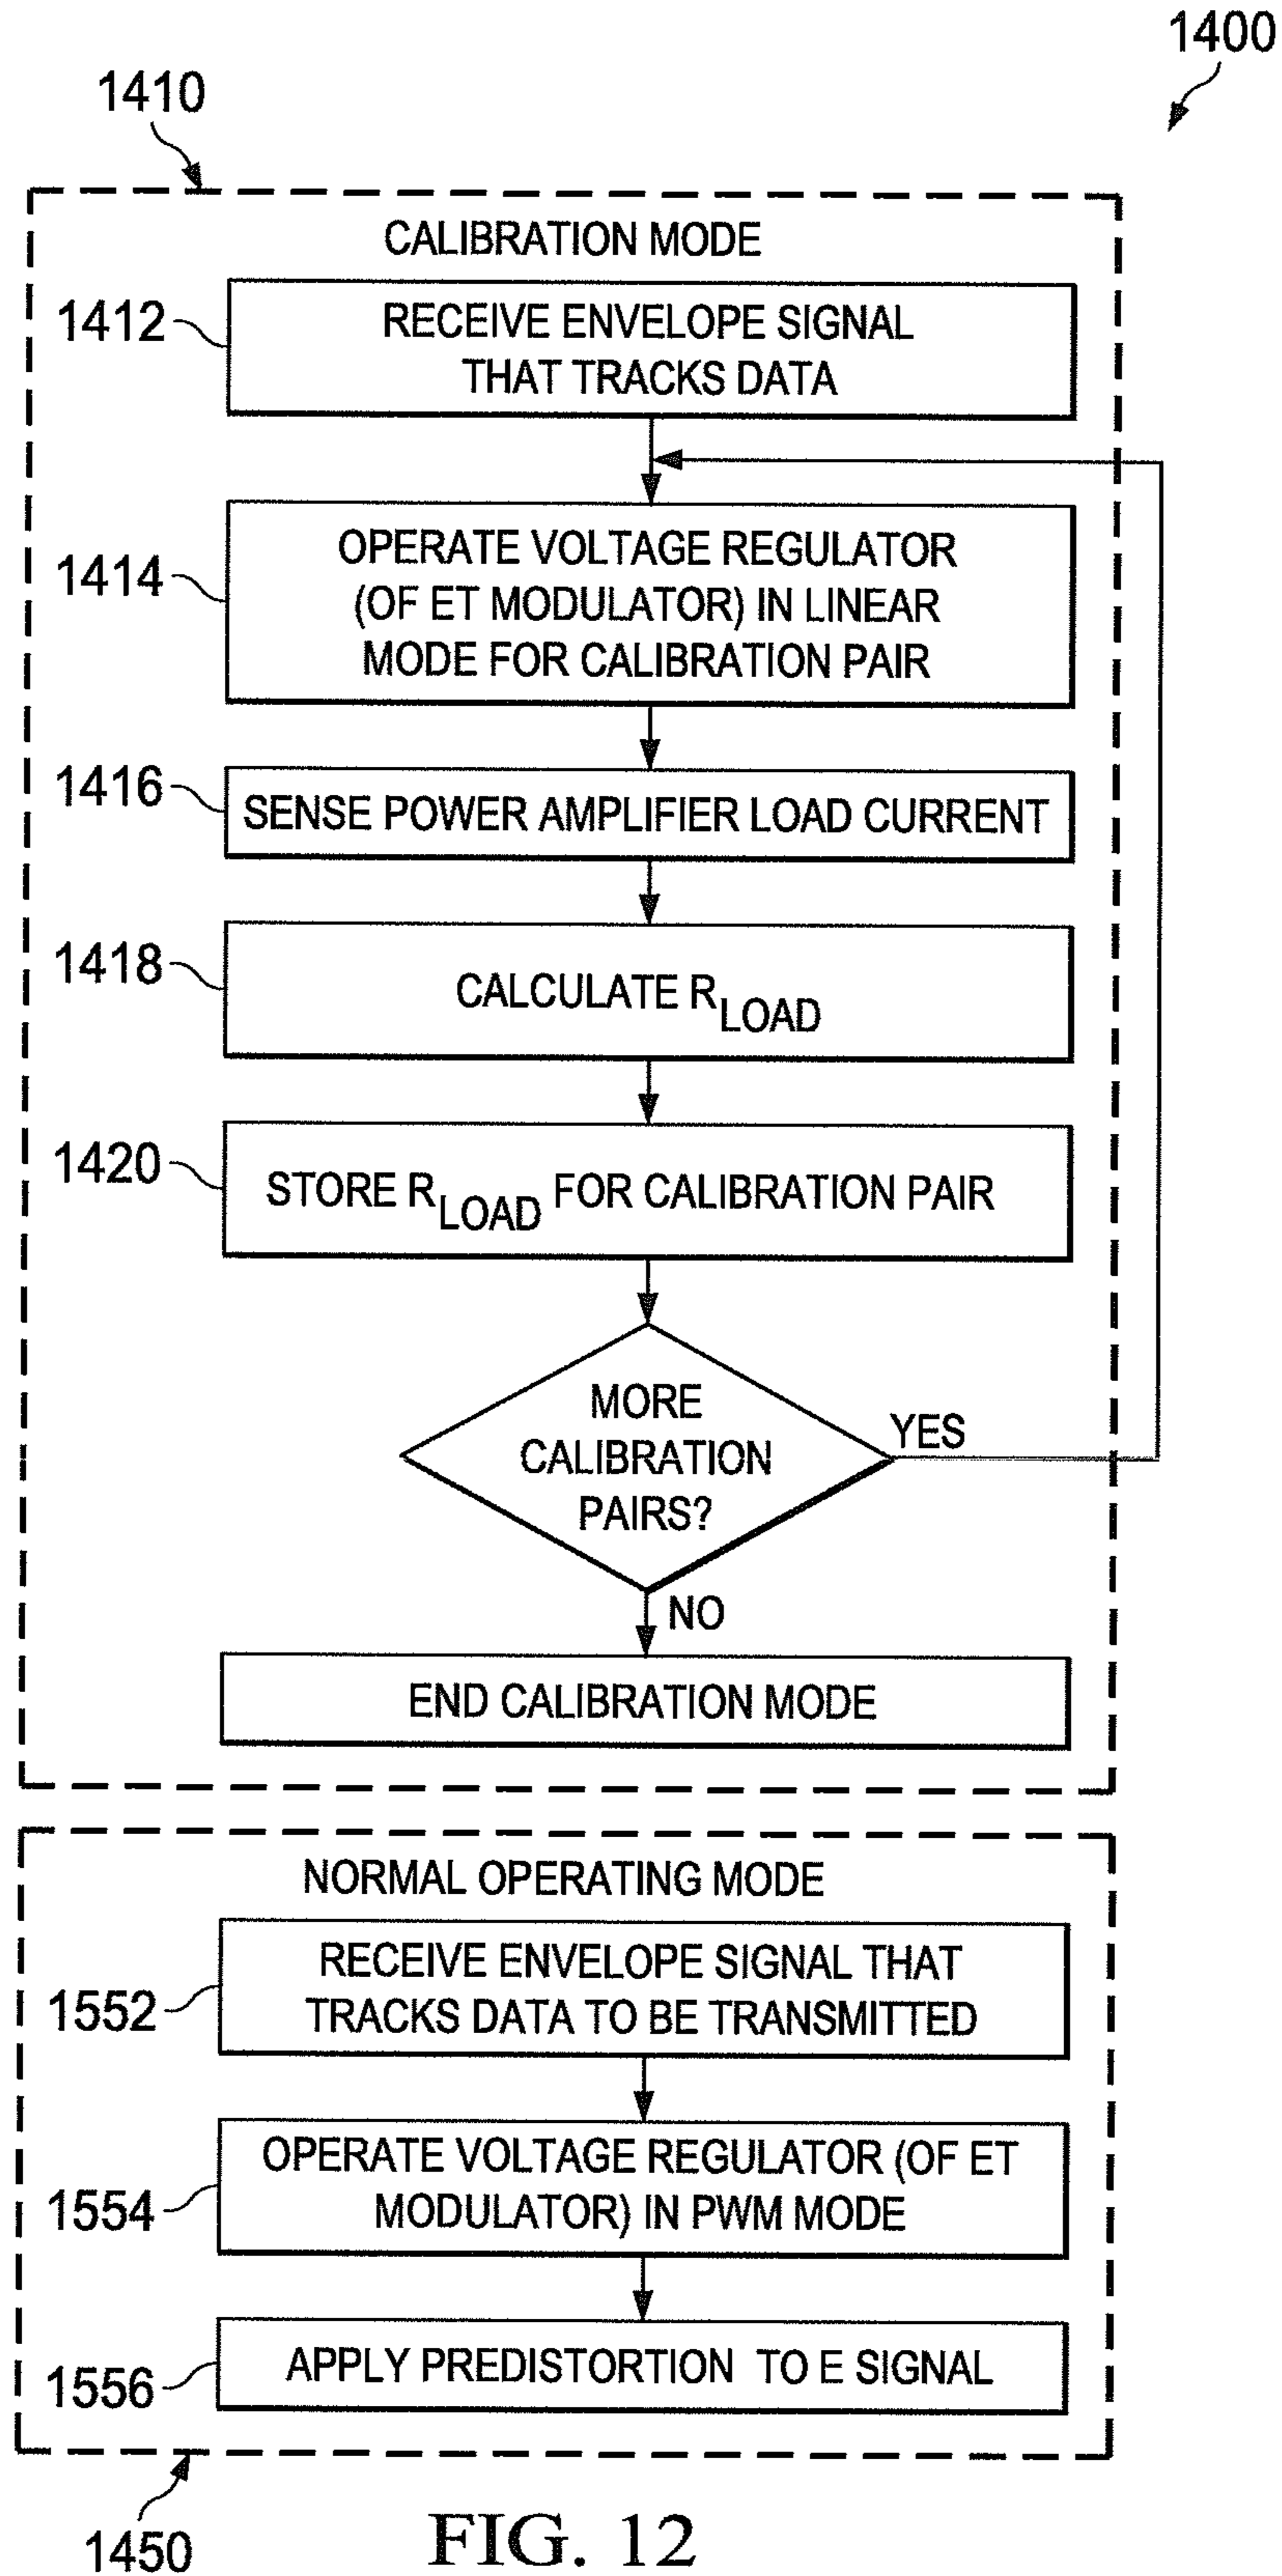 1400
1410
CALIBRATION MODE
1412
RECEIVE ENVELOPE SIGNAL
THAT TRACKS DATA
1414
OPERATE VOLTAGE REGULATOR
(OF ET MODULATOR) IN LINEAR
MODE FOR CALIBRATION PAIR
1416
SENSE POWER AMPLIFIER LOAD CURRENT
1418
CALCULATE RLOAD
1420
STORE RLOAD FOR CALIBRATION PAIR
MORE
CALIBRATION
PAIRS?
YES
NO
END CALIBRATION MODE
NORMAL OPERATING MODE
1552
RECEIVE ENVELOPE SIGNAL THAT
TRACKS DATA TO BE TRANSMITTED
1554
OPERATE VOLTAGE REGULATOR (OF ET
MODULATOR) IN PWM MODE
1556
APPLY PREDISTORTION TO E SIGNAL
1450
FIG. 12